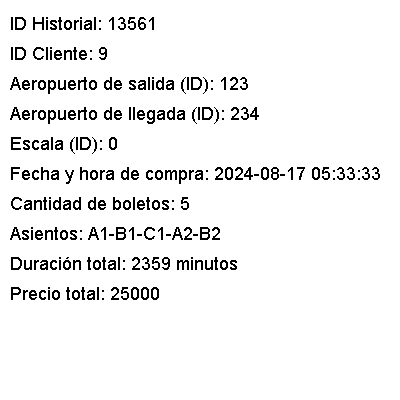 ID Historial: 13561
ID Cliente: 9
Aeropuerto de salida (ID): 123
Aeropuerto de llegada (ID): 234
Escala (ID): 0
Fecha y hora de compra: 2024-08-17 05:33:33
Cantidad de boletos: 5
Asientos: A1-B1-C1-A2-B2
Duración total: 2359 minutos
Precio total: 25000